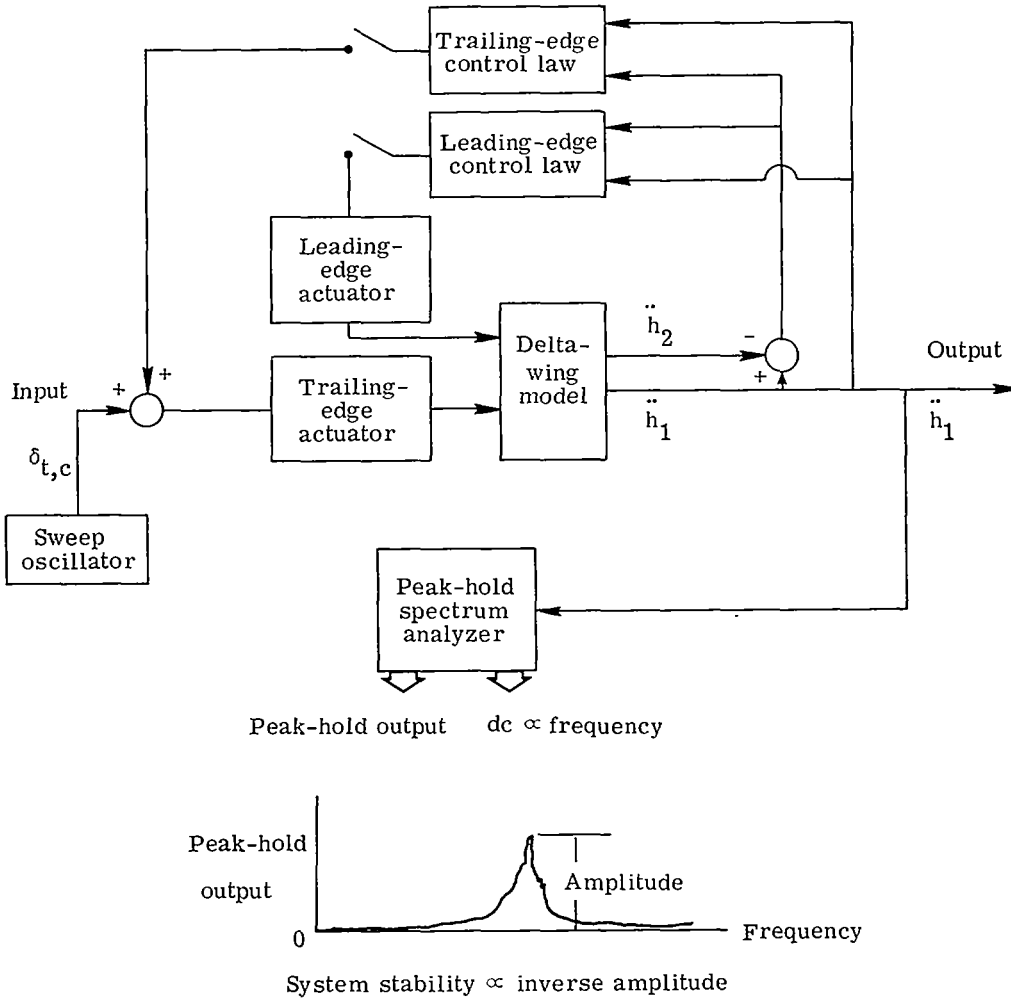 Trailing-edge
control law
Leading-edge
control law
Leading-
edge
actuator
Delta-
wing
model
ḧ2
-
Output
+
+
Input
Trailing-
edge
actuator
+
ḧ1
ḧ1
δt,c
Sweep
oscillator
Peak-hold
spectrum
analyzer
Peak-hold output dc ∝ frequency
Peak-hold
output
Amplitude
0
Frequency
System stability ∝ inverse amplitude